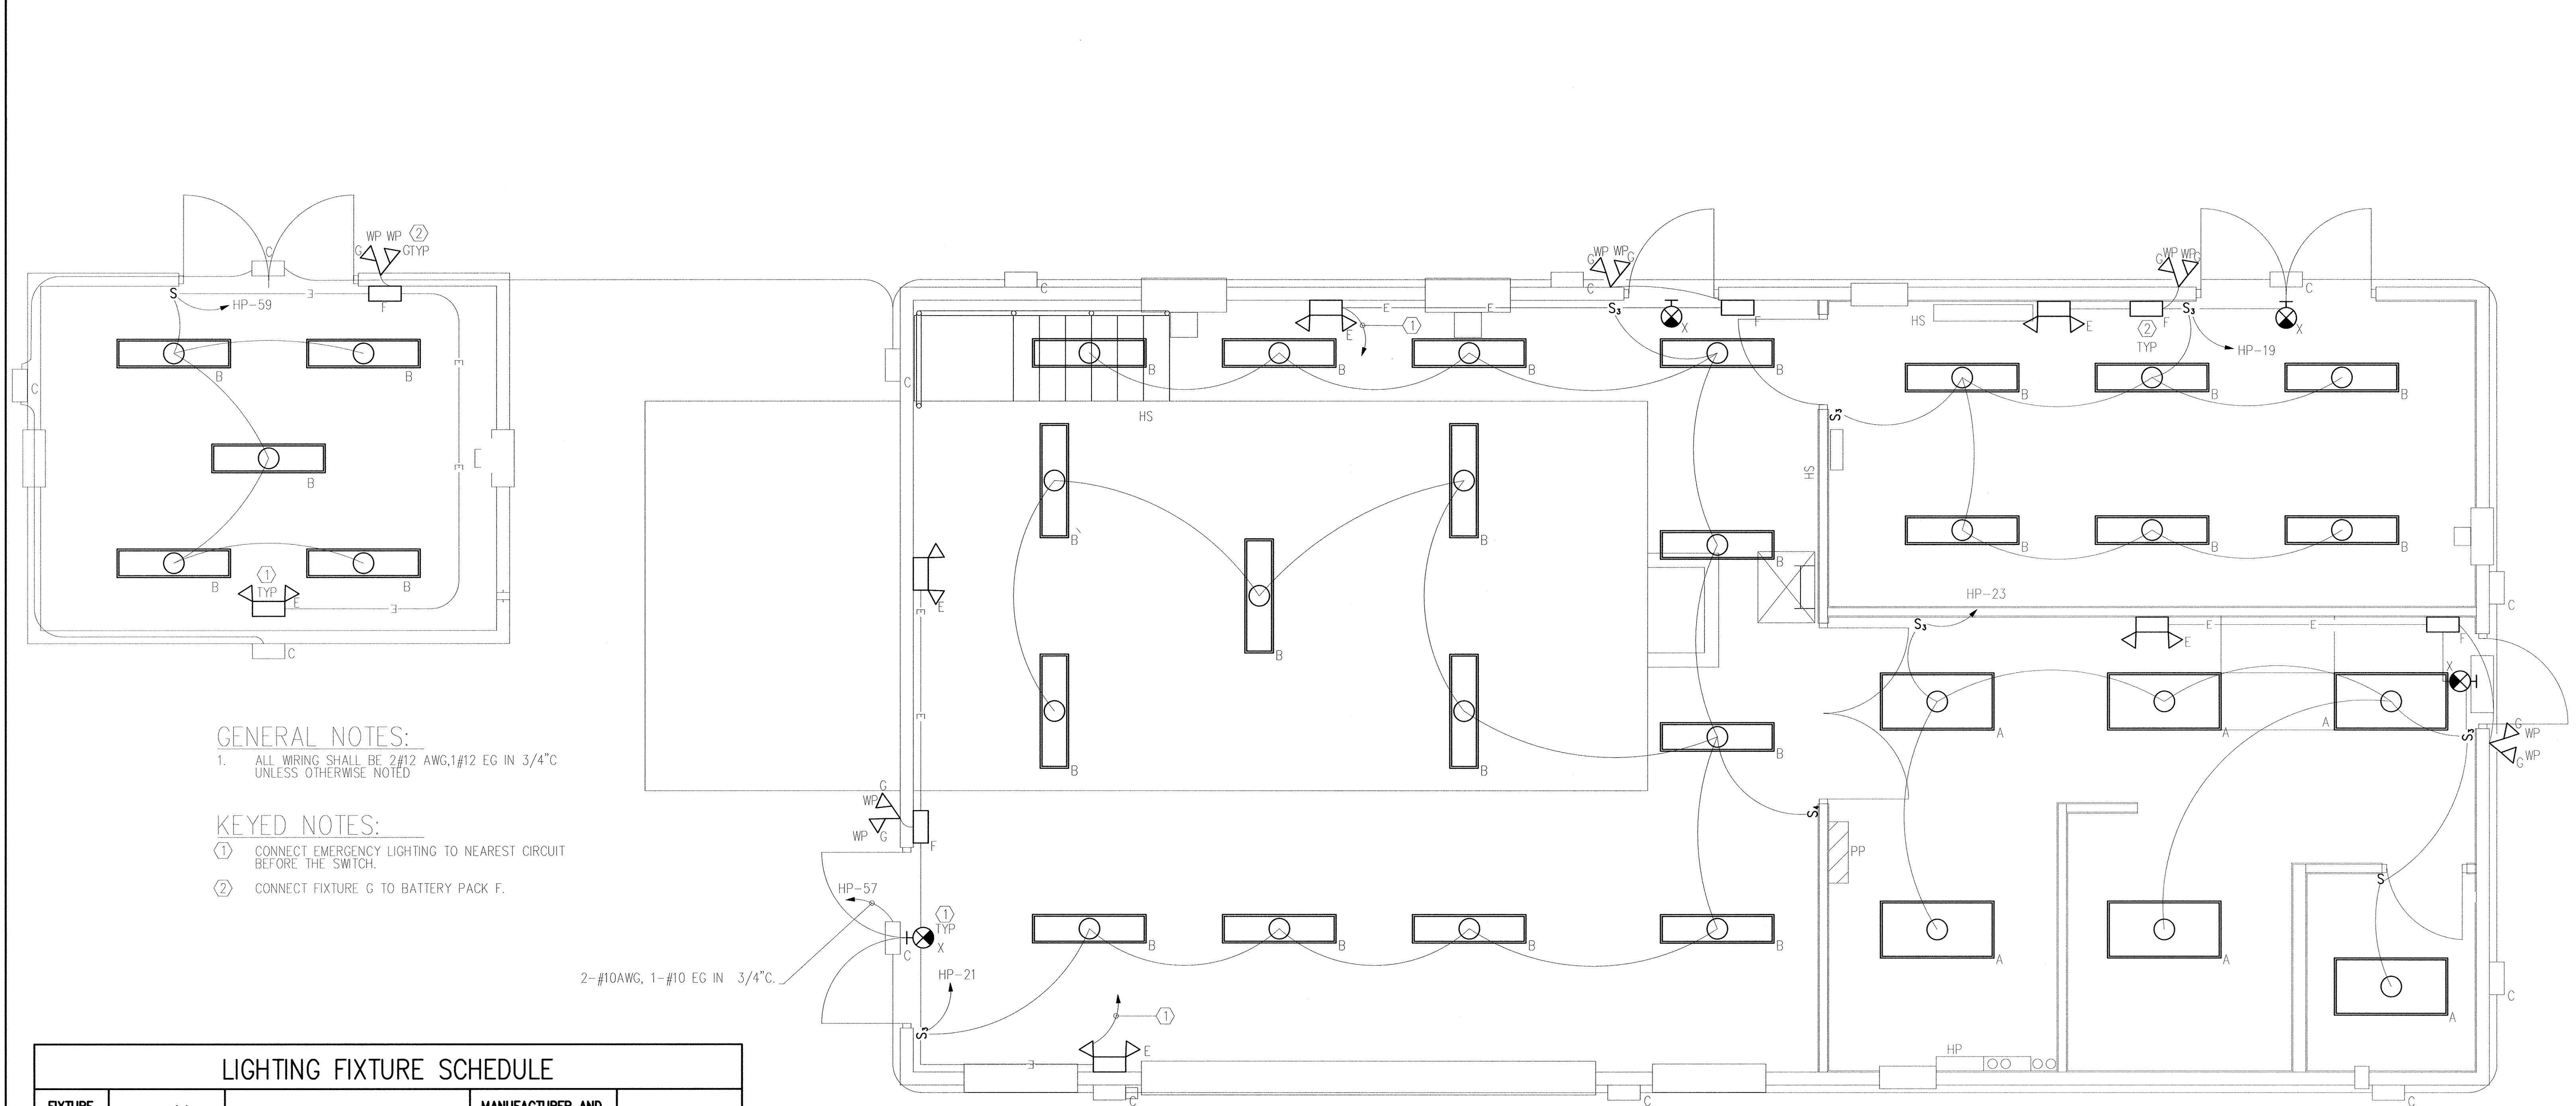 WP WP 2
G GTYP
C
S HP-59 E F
B B
E
C
E
B
B B
1
TYP
E
E
C
C C
WP WP
G G
WP WP
G G
C
E E
E
1
S3
X
F
HS
E
2
TYP
F
S3
HP-19
X
B B B B
C
HS
B B B
S3
HS
B` B
B
B B B
B
E
E
E
B B
B
C
HP-23
S3
E E
E
F
X
A A A
S3
G WP
G WP
GENERAL NOTES:
1. ALL WIRING SHALL BE 2#12 AWG,1#12 EG IN 3/4"C
UNLESS OTHERWISE NOTED
KEYED NOTES:
1 CONNECT EMERGENCY LIGHTING TO NEAREST CIRCUIT
BEFORE THE SWITCH.
2 CONNECT FIXTURE G TO BATTERY PACK F.
G
WP
WP G
F
S4
PP
S
HP-57
1
TYP
X
C
2-#10AWG, 1-#10 EG IN 3/4"C.
HP-21
S3
B B B B
A A
A
C
1
E
E
HP
C C C
LIGHTING FIXTURE SCHEDULE
FIXTURE MANUFACTURER AND